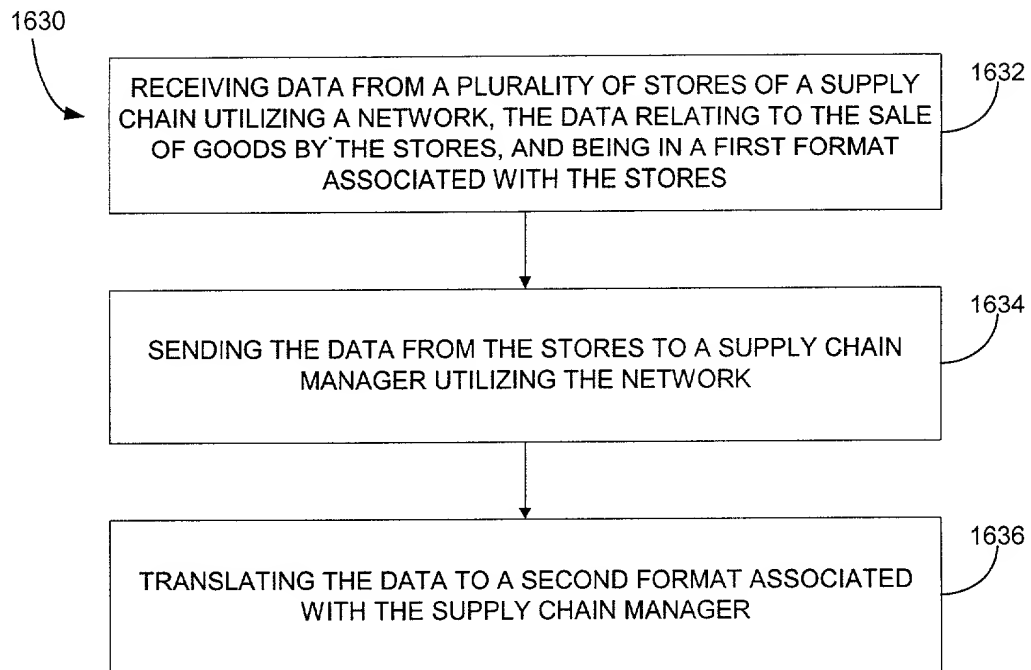 1630
RECEIVING DATA FROM A PLURALITY OF STORES OF A SUPPLY
CHAIN UTILIZING A NETWORK, THE DATA RELATING TO THE SALE
OF GOODS BY THE STORES, AND BEING IN A FIRST FORMAT
ASSOCIATED WITH THE STORES
1632
SENDING THE DATA FROM THE STORES TO A SUPPLY CHAIN
MANAGER UTILIZING THE NETWORK
1634
TRANSLATING THE DATA TO A SECOND FORMAT ASSOCIATED
WITH THE SUPPLY CHAIN MANAGER
1636